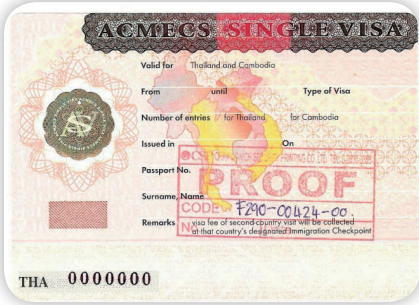 ACMECS SINGLE VISA
Valid for Thailand and Cambodia
From until Type of Visa
Number of entries for Thailand for Cambodia
Issued in On
Passport No.
PROOF
Surname, Name
CODE F290-00424-00.
Remarks visa fee of second country visit will be collected
at that country's designated Immigration Checkpoint
THA 0000000